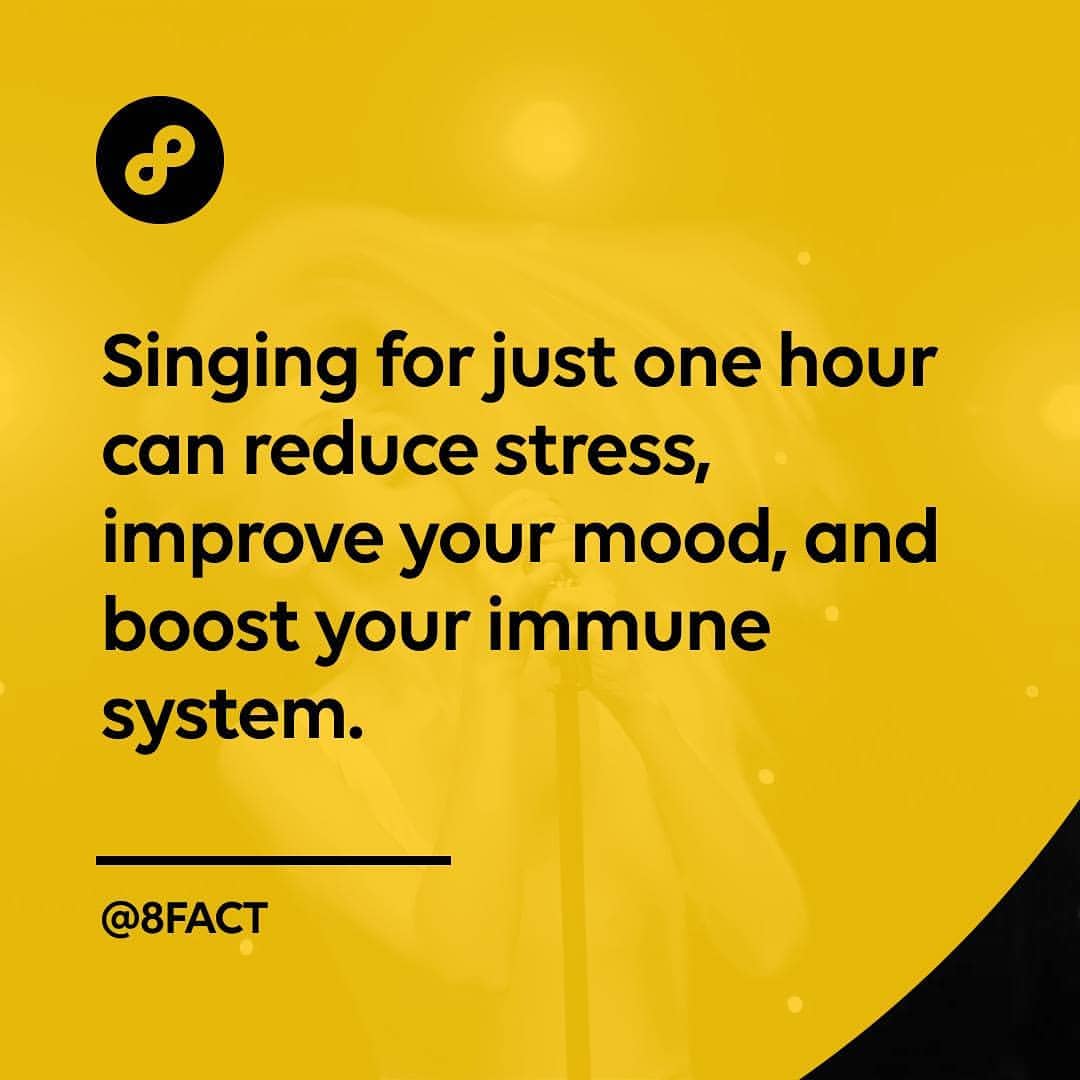 Singing for just one hour
can reduce stress,
improve your mood, and
boost your immune
system.
@8FACT